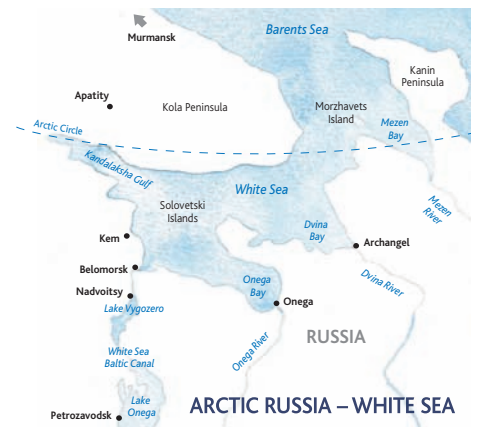 Barents Sea
Murmansk
Kanin
Peninsula
Apatity
Kola Peninsula
Morzhavets
Island
Mezen
Bay
Arctic Circle
Kandalaksha Gulf
White Sea
Solovetski
Islands
Mezen
River
Dvina
Bay
Kem
Archangel
Belomorsk
Dvina River
Nadvoitsy
Onega
Bay
Onega
Lake Vygozero
RUSSIA
Onega River
White Sea
Baltic Canal
Lake
Onega
Petrozavodsk
ARCTIC RUSSIA – WHITE SEA